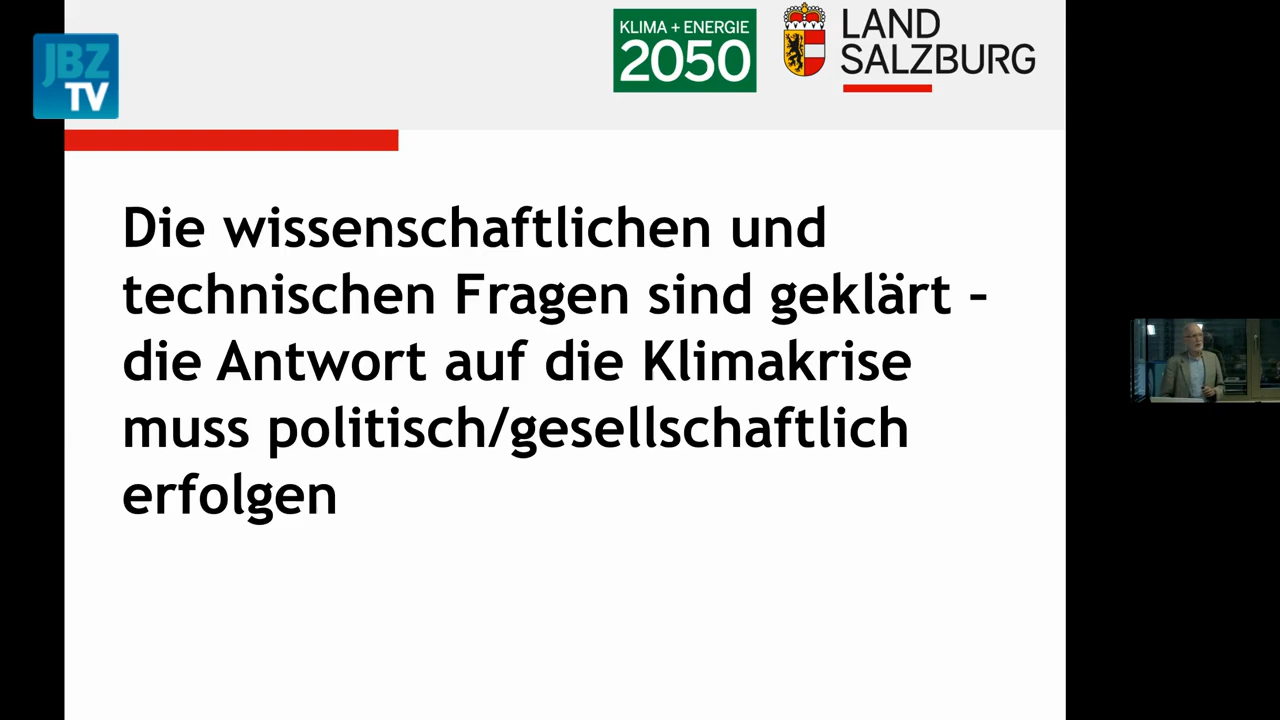 JBZ
TV
KLIMA + ENERGIE
2050
LAND
SALZBURG
Die wissenschaftlichen und
technischen Fragen sind geklärt –
die Antwort auf die Klimakrise
muss politisch/gesellschaftlich
erfolgen